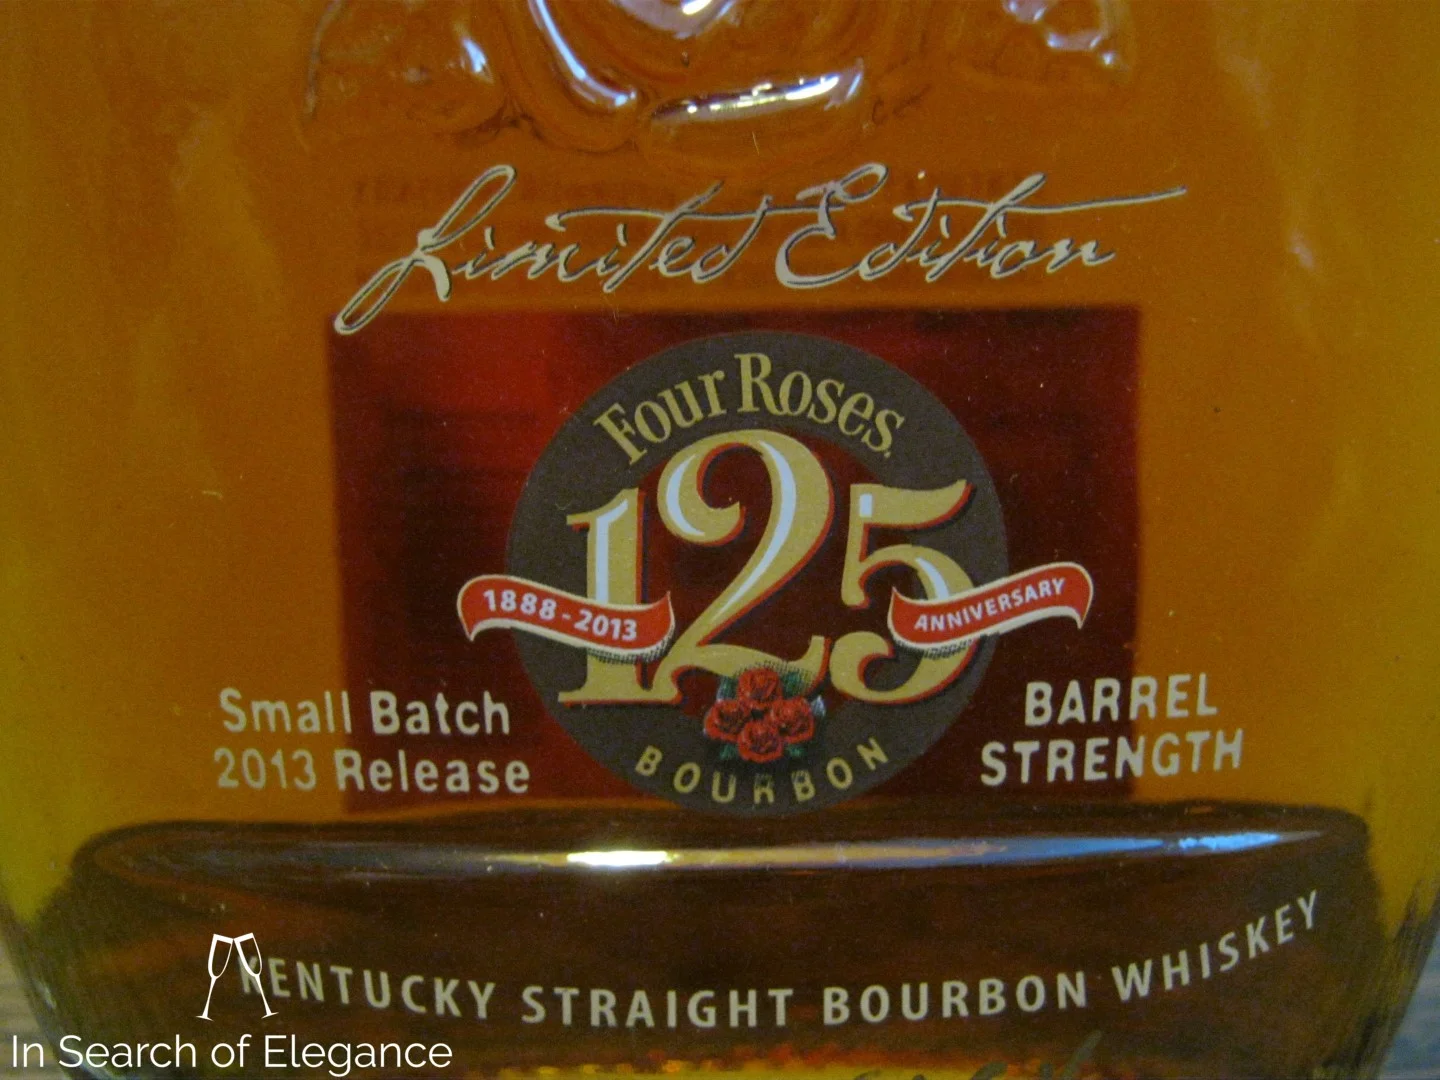 Limited Edition
Four Roses
125
1888-2013
ANNIVERSARY
Small Batch
2013 Release
BARREL
STRENGTH
BOURBON
KENTUCKY STRAIGHT BOURBON WHISKEY
In Search of Elegance